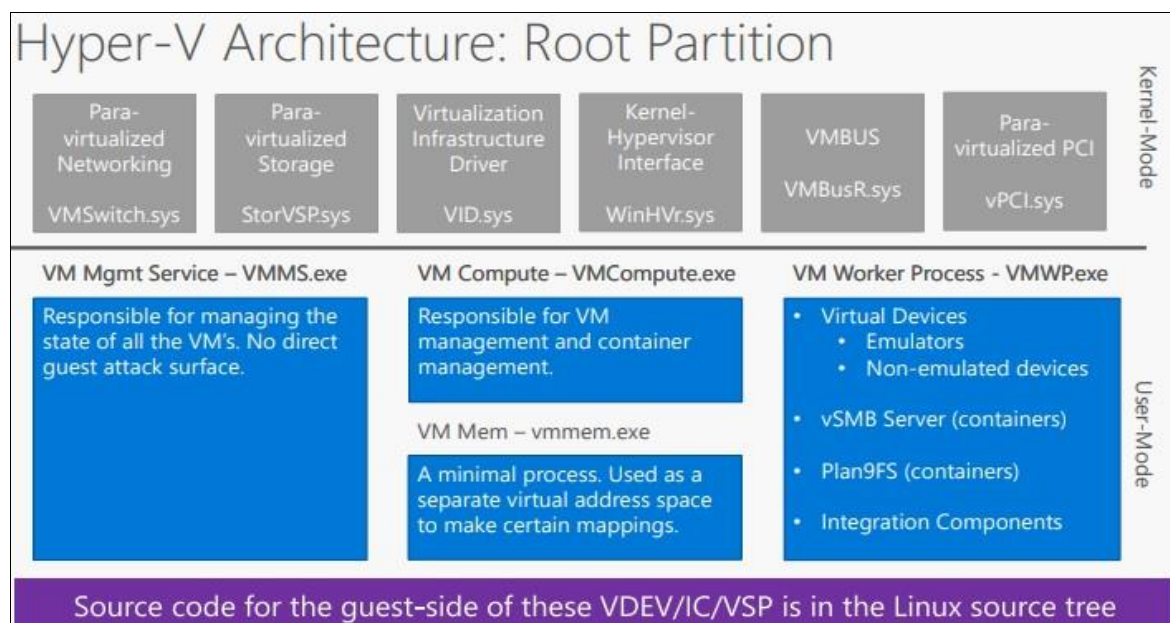 Hyper-V Architecture: Root Partition
Para-
virtualized
Networking
VMSwitch.sys
Para-
virtualized
Storage
StorVSP.sys
Virtualization
Infrastructure
Driver
VID.sys
Kernel-
Hypervisor
Interface
WinHVr.sys
VMBUS
VMBusR.sys
Para-
virtualized PCI
vPCI.sys
Kernel-Mode
VM Mgmt Service – VMMS.exe
Responsible for managing the
state of all the VM's. No direct
guest attack surface.
VM Compute – VMCompute.exe
Responsible for VM
management and container
management.
VM Mem – vmmem.exe
A minimal process. Used as a
separate virtual address space
to make certain mappings.
VM Worker Process - VMWP.exe
• Virtual Devices
• Emulators
• Non-emulated devices
• vSMB Server (containers)
• Plan9FS (containers)
• Integration Components
User-Mode
Source code for the guest-side of these VDEV/IC/VSP is in the Linux source tree